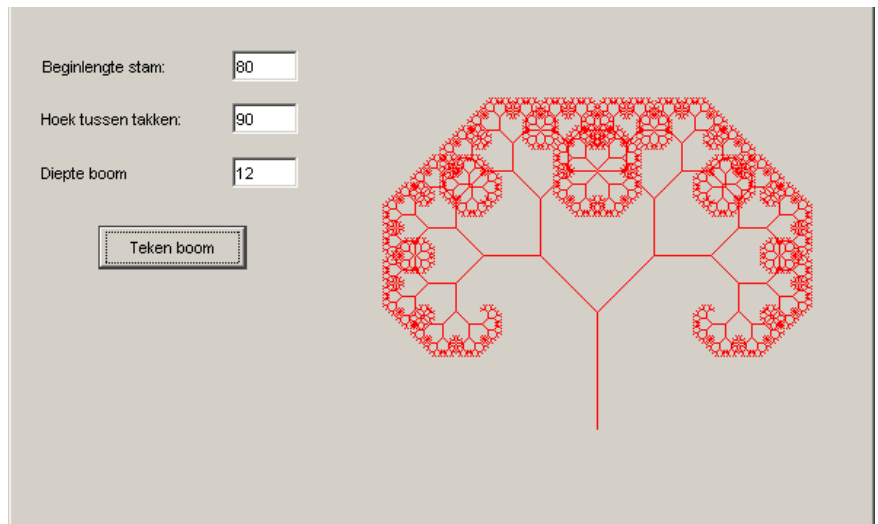 Beginlengte stam: 80
Hoek tussen takken: 90
Diepte boom 12
Teken boom